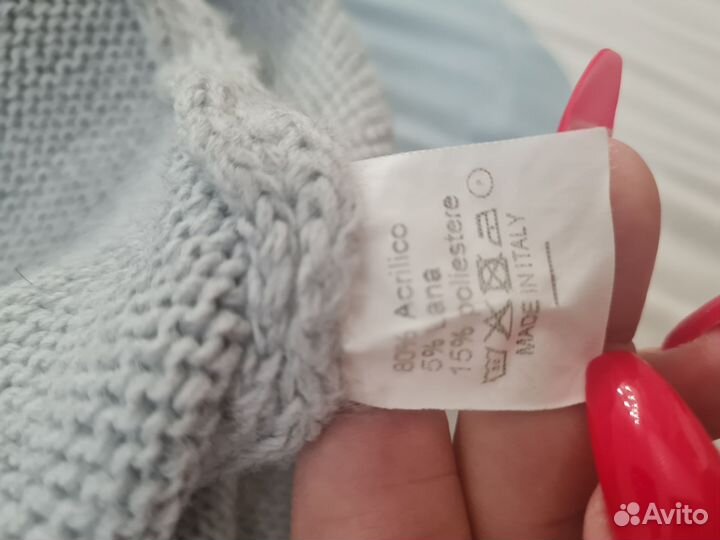 80% Acrilico
5% Lana
15% poliestere
P
MADE IN ITALY
Avito